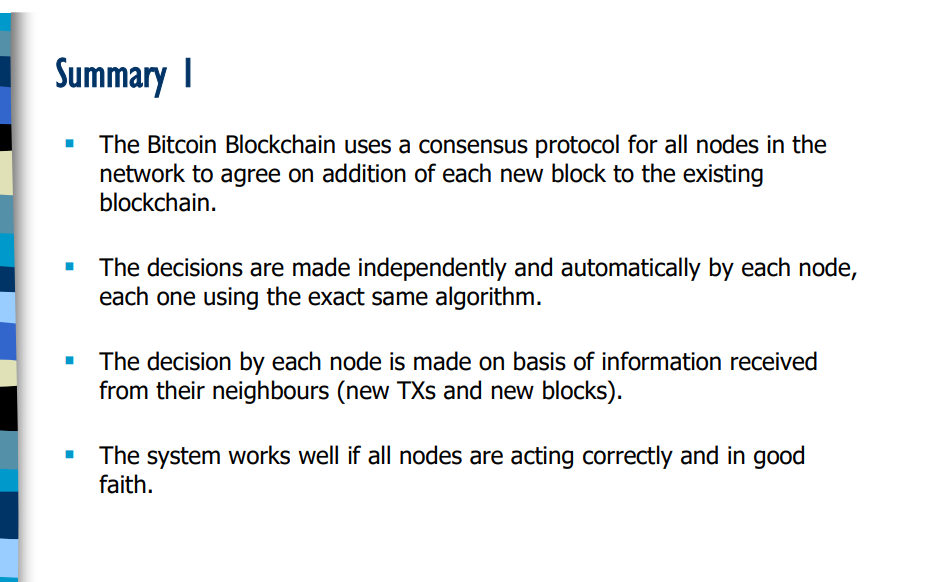 Summary 1
The Bitcoin Blockchain uses a consensus protocol for all nodes in the
network to agree on addition of each new block to the existing
blockchain.
The decisions are made independently and automatically by each node,
each one using the exact same algorithm.
The decision by each node is made on basis of information received
from their neighbours (new TXs and new blocks).
The system works well if all nodes are acting correctly and in good
faith.